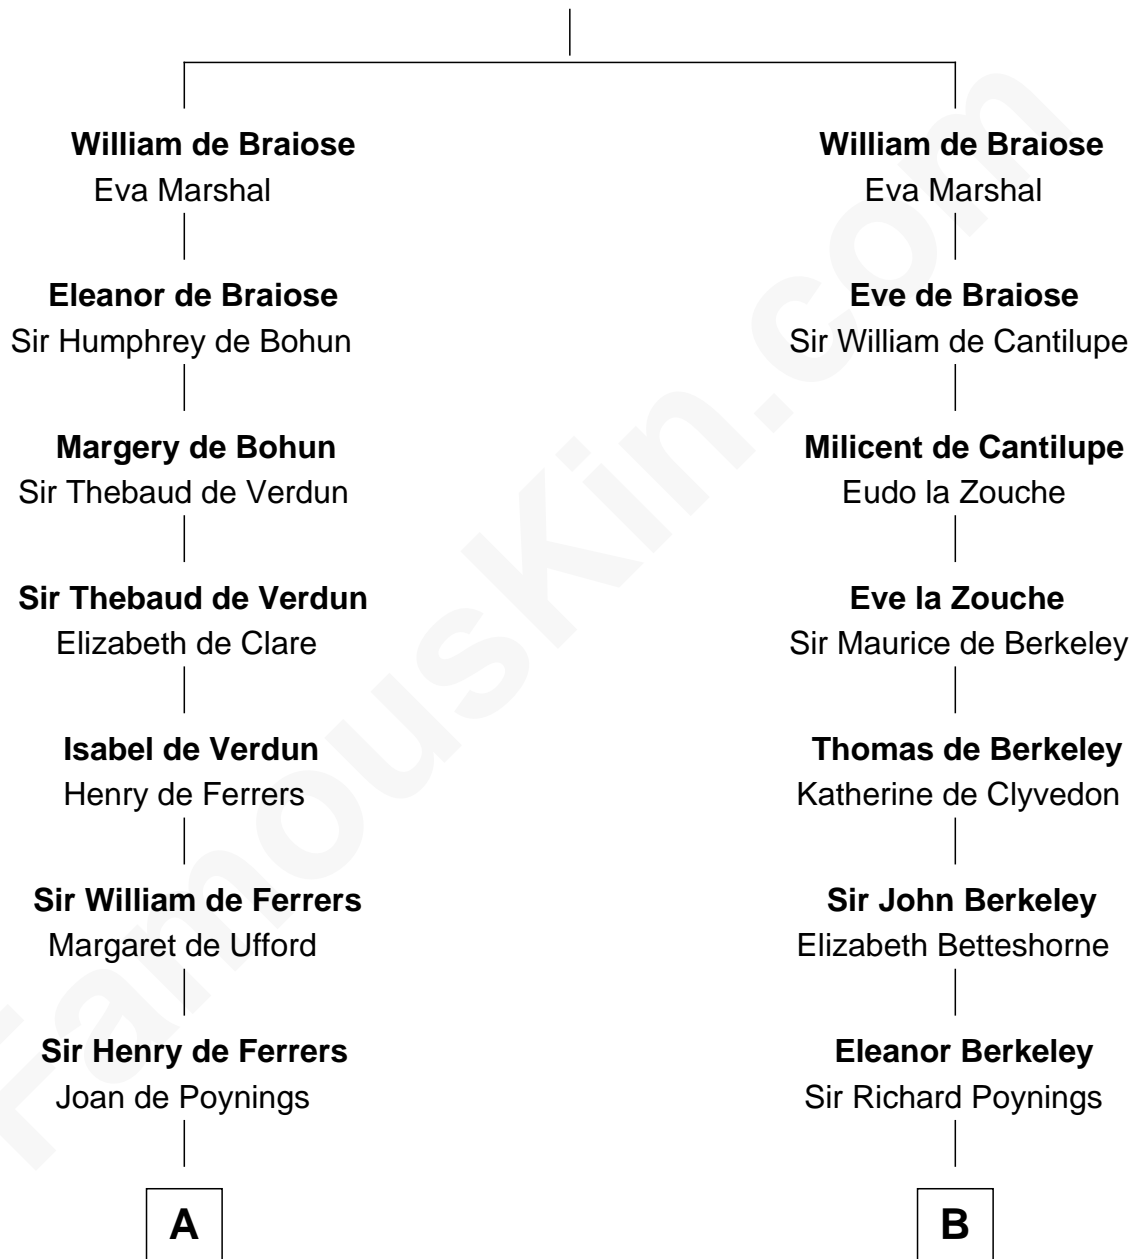 William de Braiose
Eva Marshal
Eleanor de Braiose
Sir Humphrey de Bohun
Margery de Bohun
Sir Thebaud de Verdun
Sir Thebaud de Verdun
Elizabeth de Clare
Isabel de Verdun
Henry de Ferrers
Sir William de Ferrers
Margaret de Ufford
Sir Henry de Ferrers
Joan de Poynings
A
William de Braiose
Eva Marshal
Eve de Braiose
Sir William de Cantilupe
Milicent de Cantilupe
Eudo la Zouche
Eve la Zouche
Sir Maurice de Berkeley
Thomas de Berkeley
Katherine de Clyvedon
Sir John Berkeley
Elizabeth Betteshorne
Eleanor Berkeley
Sir Richard Poynings
B
FamousKin.com